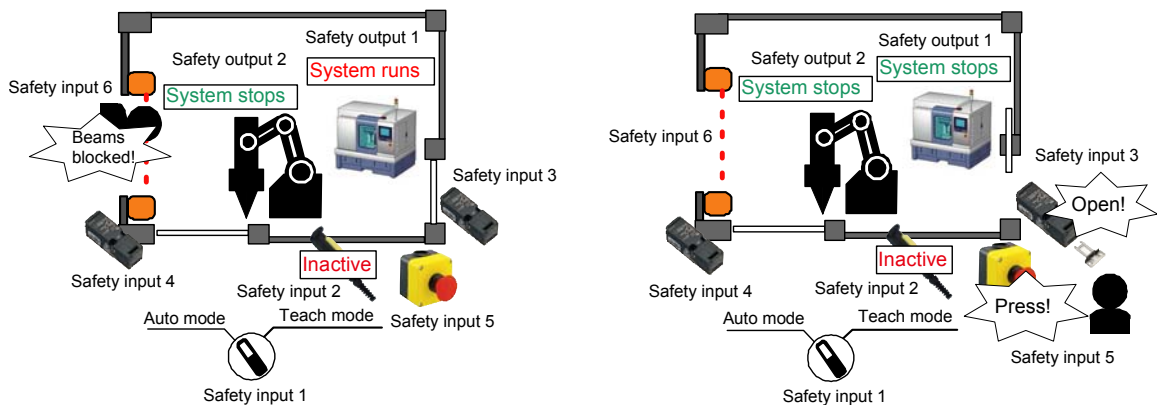 Safety output 1
Safety output 2
System runs
Safety input 6
System stops
Beams
blocked!
Safety input 3
Safety input 4
Inactive
Safety input 2
Auto mode
Teach mode
Safety input 5
Safety input 1
Safety output 1
Safety output 2
System stops
System stops
Safety input 6
Safety input 3
Open!
Inactive
Safety input 4
Safety input 2
Press!
Auto mode
Teach mode
Safety input 5
Safety input 1